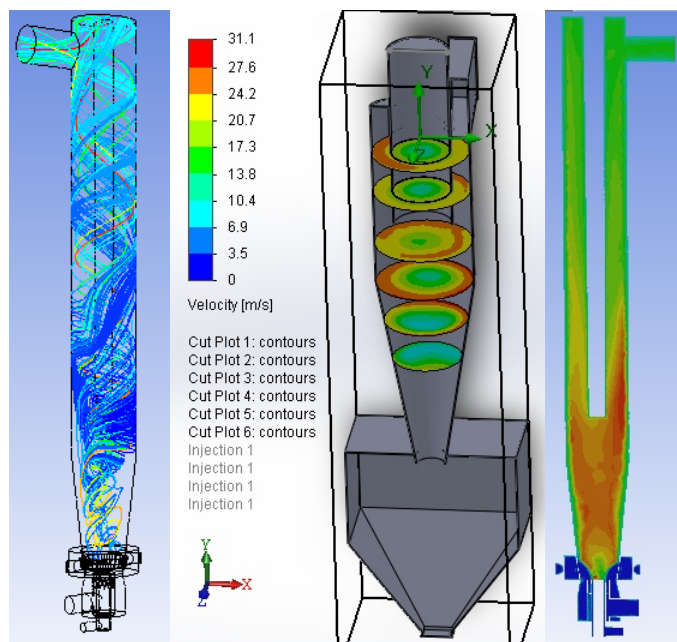 31.1
27.6
24.2
20.7
17.3
13.8
10.4
6.9
3.5
0
Velocity [m/s]
Cut Plot 1: contours
Cut Plot 2: contours
Cut Plot 3: contours
Cut Plot 4: contours
Cut Plot 5: contours
Cut Plot 6: contours
Injection 1
Injection 1
Injection 1
Injection 1
Y
X
Z
Y
X
Z